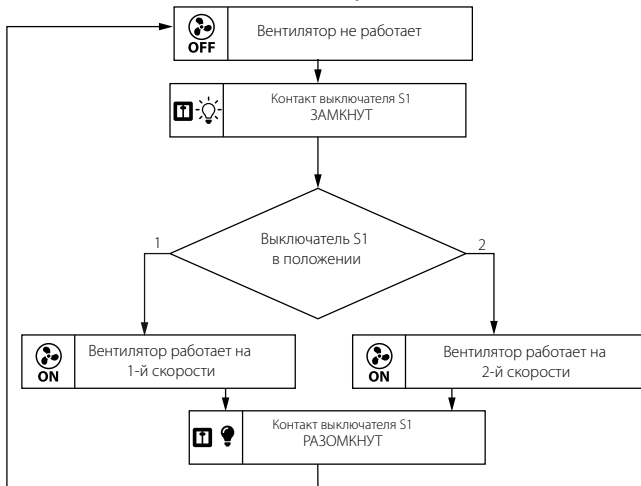 Вентилятор не работает
OFF
Контакт выключателя S1
ЗАМКНУТ
Выключатель S1
в положении
1
2
Вентилятор работает на
1-й скорости
ON
Вентилятор работает на
2-й скорости
ON
Контакт выключателя S1
РАЗОМКНУТ